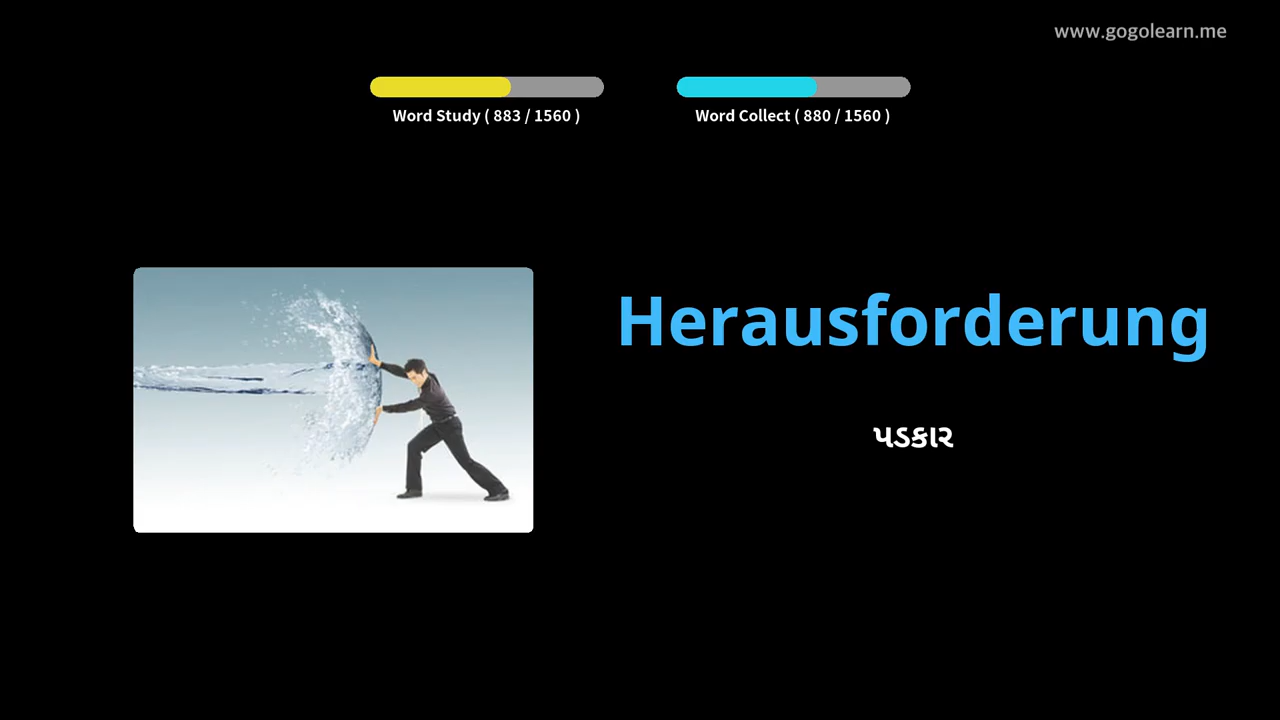 www.gogolearn.me
Word Study ( 883 / 1560 )
Word Collect ( 880 / 1560 )
Herausforderung
પડકાર